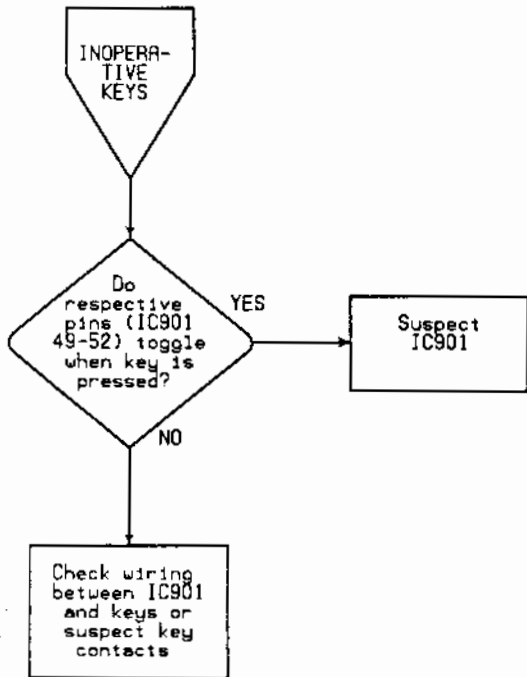 INOPERA-
TIVE
KEYS
Do
respective
pins (IC901
49-52) toggle
when key is
pressed?
YES
Suspect
IC901
NO
Check wiring
between IC901
and keys or
suspect key
contacts